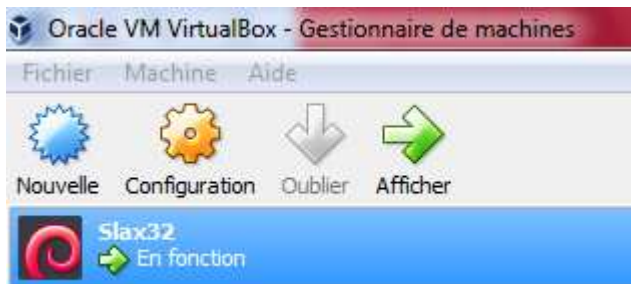 Oracle VM VirtualBox - Gestionnaire de machines
Fichier Machine Aide
Nouvelle Configuration Oublier Afficher
Slax32
En fonction